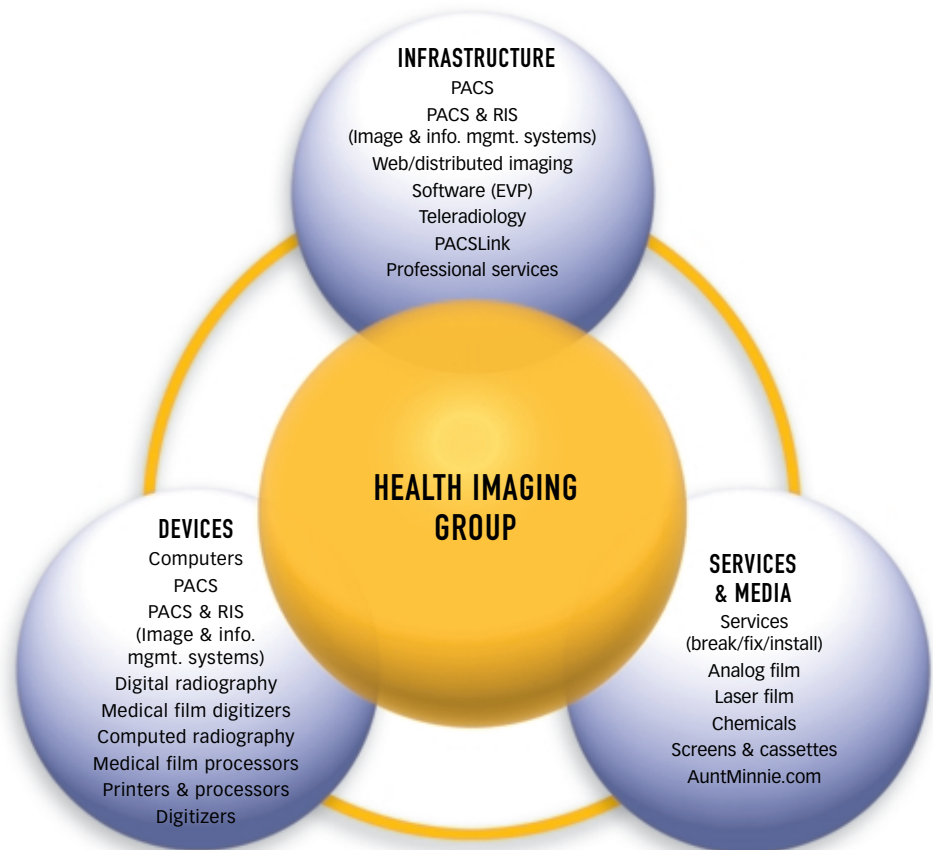 INFRASTRUCTURE
PACS
PACS & RIS
(Image & info. mgmt. systems)
Web/distributed imaging
Software (EVP)
Teleradiology
PACSLink
Professional services
HEALTH IMAGING
GROUP
DEVICES
Computers
PACS
PACS & RIS
(Image & info.
mgmt. systems)
Digital radiography
Medical film digitizers
Computed radiography
Medical film processors
Printers & processors
Digitizers
SERVICES
& MEDIA
Services
(break/fix/install)
Analog film
Laser film
Chemicals
Screens & cassettes
AuntMinnie.com